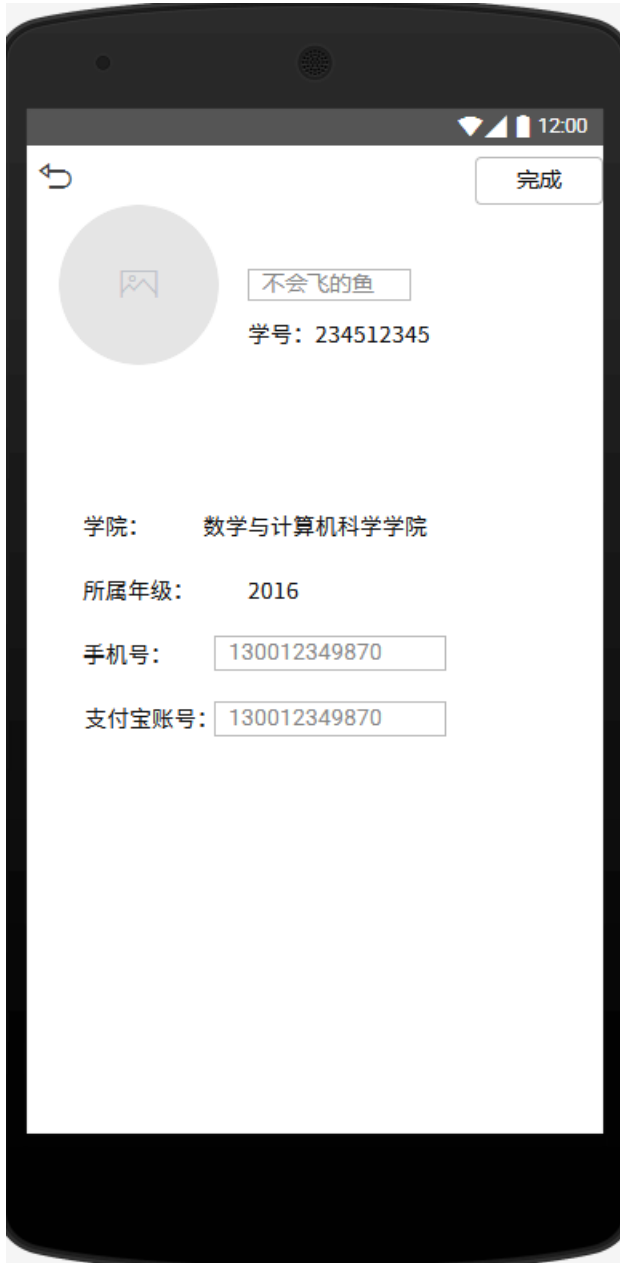 12:00
完成
不会飞的鱼
学号：234512345
学院： 数学与计算机科学学院
所属年级： 2016
手机号： 130012349870
支付宝账号： 130012349870